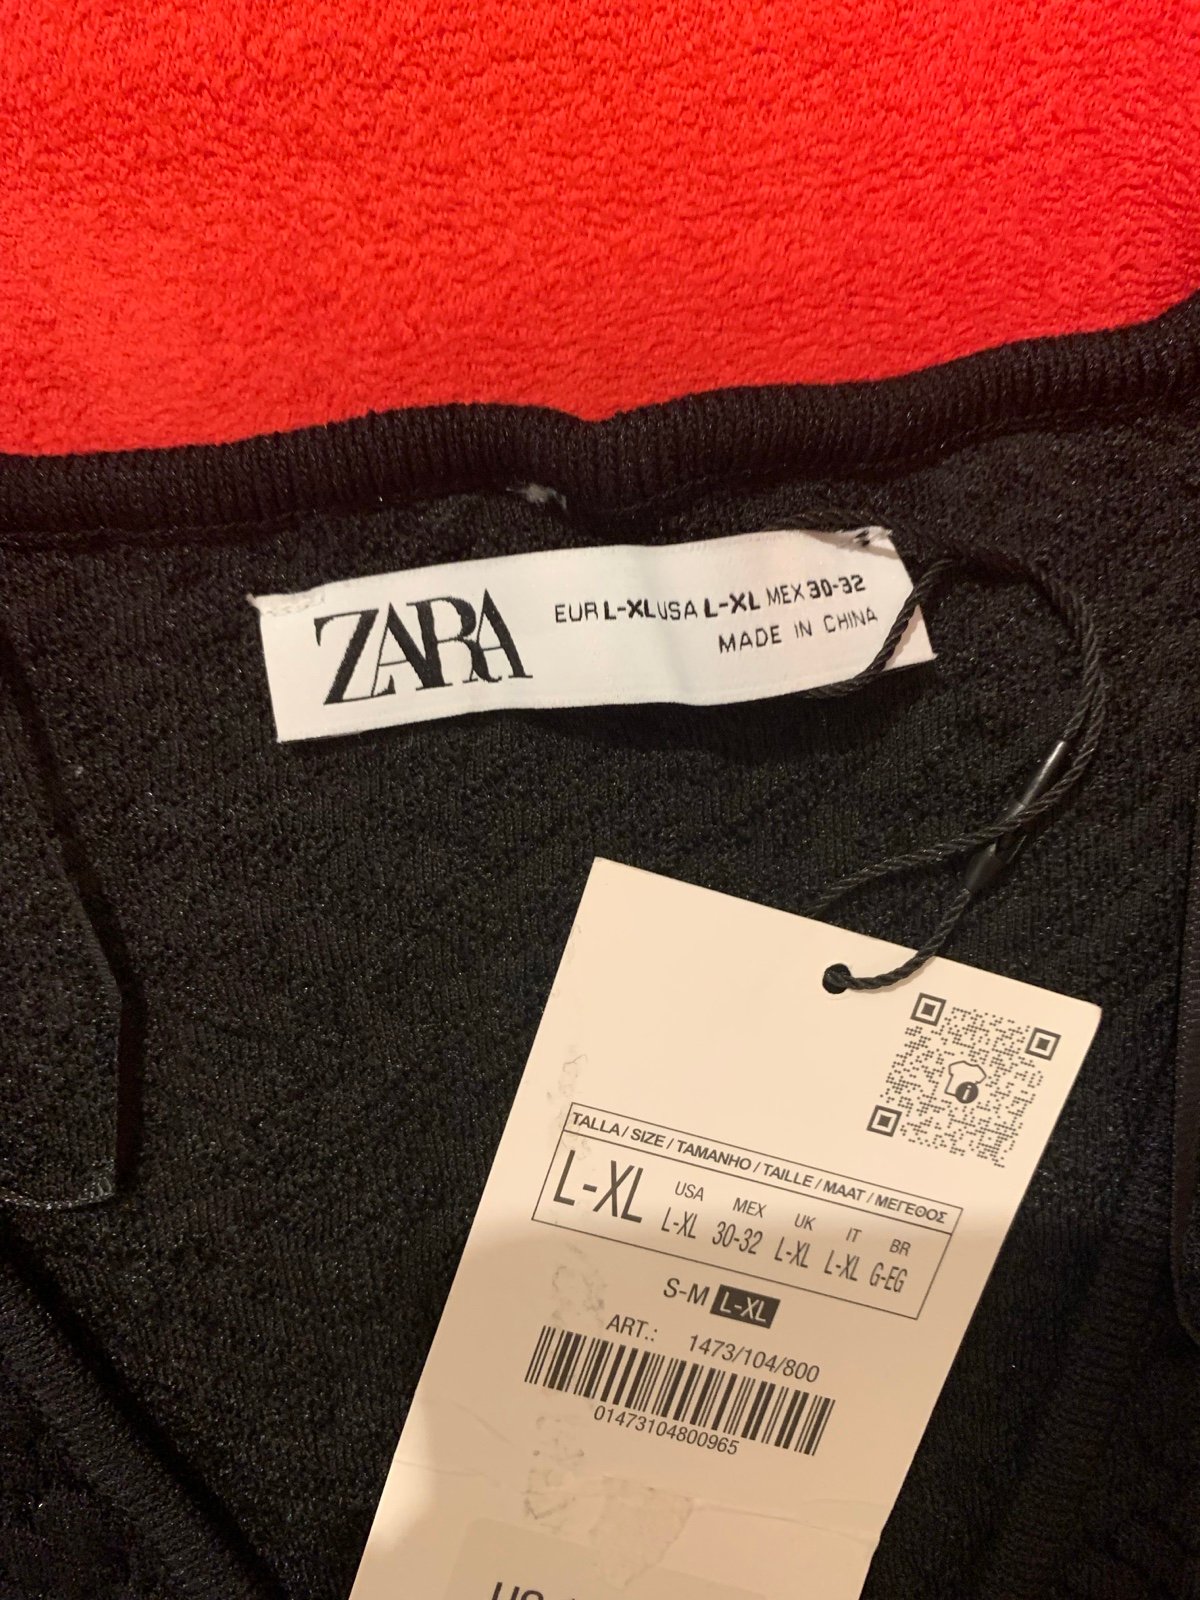 ZARA
EUR L-XL USA L-XL MEX 30-32
MADE IN CHINA
TALLA / SIZE / TAMANHO / TAILLE / MAAT / ΜΕΓΕΘΟΣ
L-XL
USA MEX UK IT BR
L-XL 30-32 L-XL L-XL G-EG
S-M L-XL
ART.: 1473/104/800
01473104800965